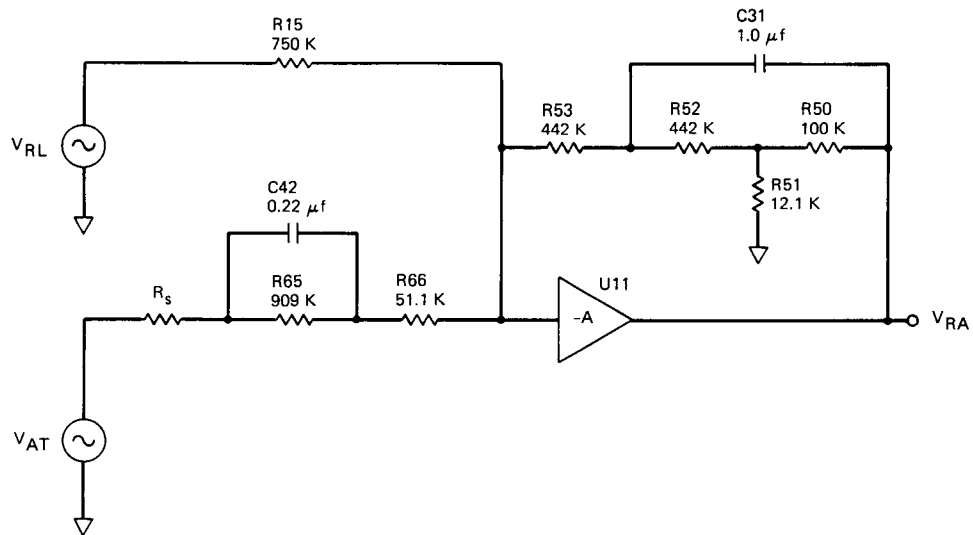 R15
750 K
C31
1.0 μf
R53
442 K
R52
442 K
R50
100 K
V_RL
R51
12.1 K
C42
0.22 μf
R_s
R65
909 K
R66
51.1 K
U11
-A
V_RA
V_AT